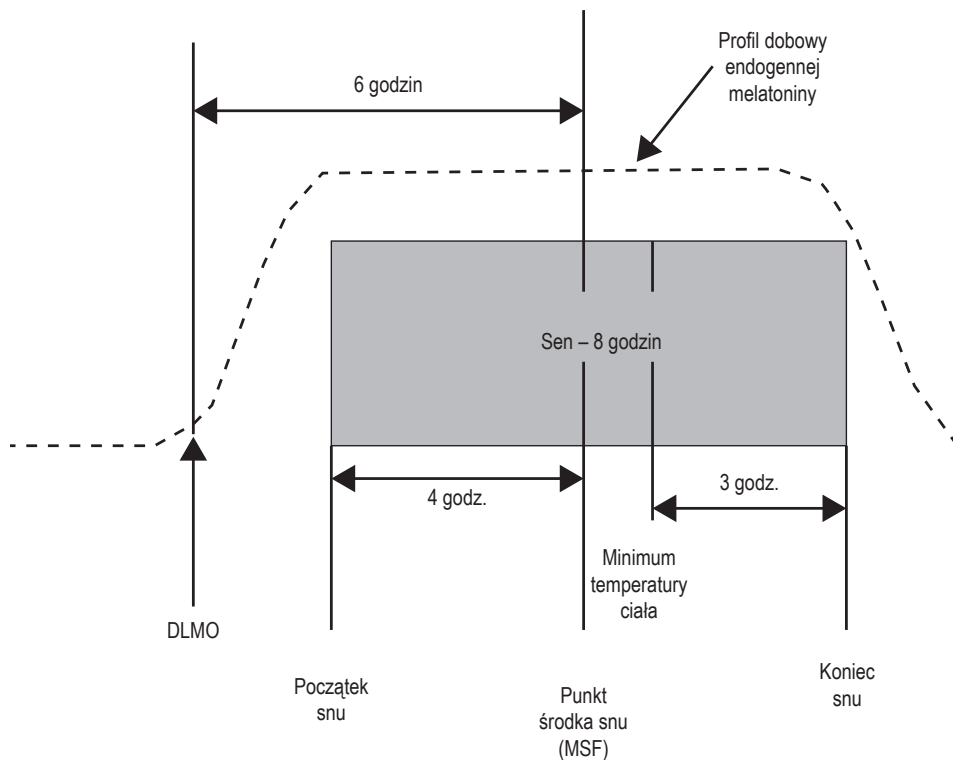 Profil dobowy
endogennej
melatoniny
6 godzin
Sen – 8 godzin
4 godz.
3 godz.
Minimum
temperatury
ciała
DLMO
Początek
snu
Punkt
środka snu
(MSF)
Koniec
snu